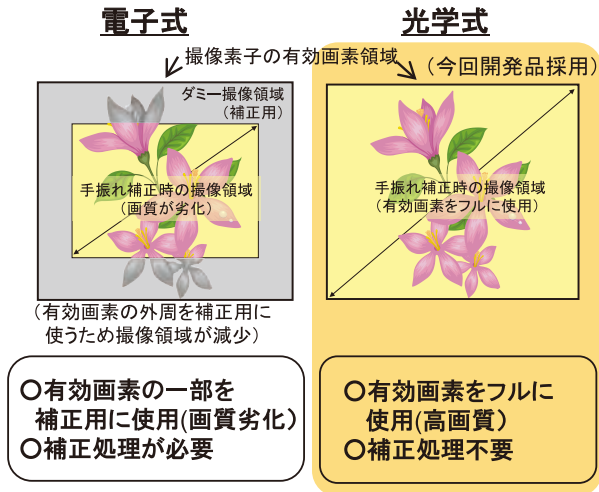 電子式
光学式
撮像素子の有効画素領域
(今回開発品採用)
ダミー撮像領域
(補正用)
手振れ補正時の撮像領域
(画質が劣化)
手振れ補正時の撮像領域
(有効画素をフルに使用)
(有効画素の外周を補正用に
使うため撮像領域が減少)
○有効画素の一部を
補正用に使用(画質劣化)
○補正処理が必要
○有効画素をフルに
使用(高画質)
○補正処理不要